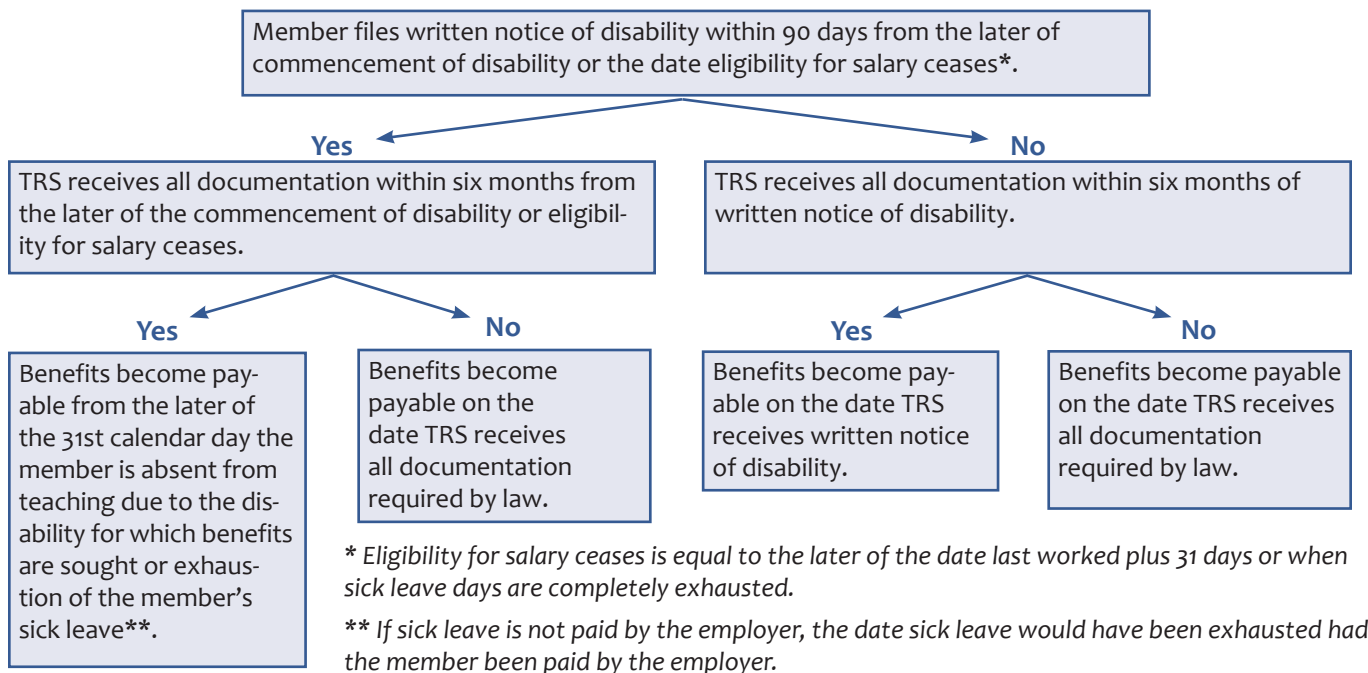 Member files written notice of disability within 90 days from the later of
commencement of disability or the date eligibility for salary ceases*.
Yes
No
TRS receives all documentation within six months from
the later of the commencement of disability or eligibil-
ity for salary ceases.
TRS receives all documentation within six months of
written notice of disability.
Yes
No
Yes
No
Benefits become pay-
able from the later of
the 31st calendar day the
member is absent from
teaching due to the dis-
ability for which benefits
are sought or exhaus-
tion of the member's
sick leave**.
Benefits become
payable on the
date TRS receives
all documentation
required by law.
Benefits become pay-
able on the date TRS
receives written notice
of disability.
Benefits become payable
on the date TRS receives
all documentation
required by law.
* Eligibility for salary ceases is equal to the later of the date last worked plus 31 days or when
sick leave days are completely exhausted.
** If sick leave is not paid by the employer, the date sick leave would have been exhausted had
the member been paid by the employer.